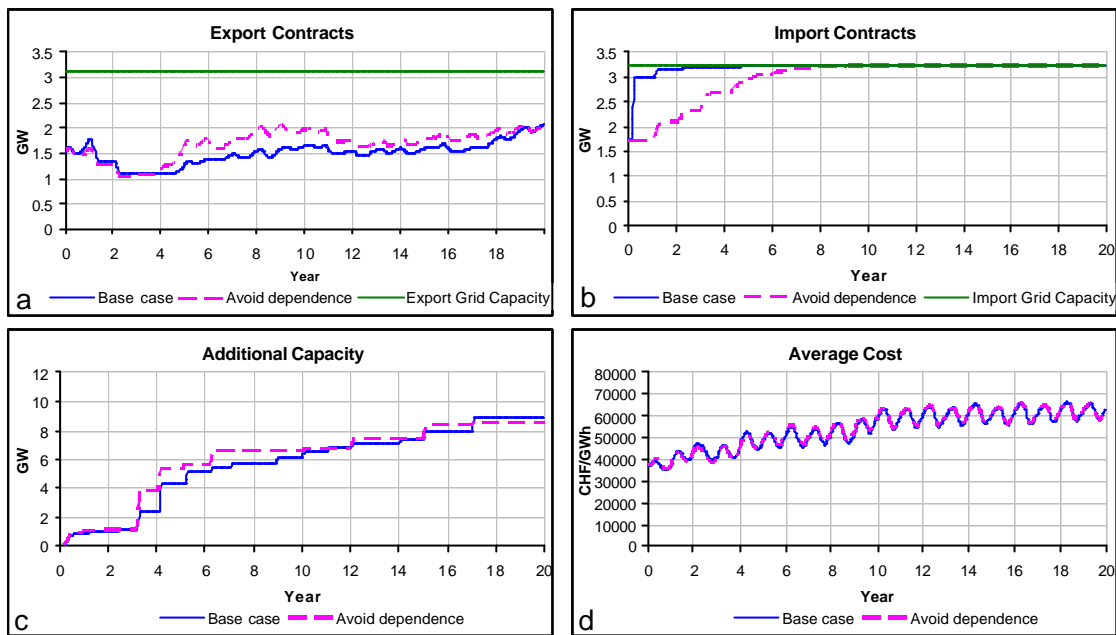 Export Contracts
3.5
3
2.5
2
1.5
1
0.5
0
GW
0 2 4 6 8 10 12 14 16 18
Year
Base case Avoid dependence Export Grid Capacity
a
Import Contracts
3.5
3
2.5
2
1.5
1
0.5
0
GW
0 2 4 6 8 10 12 14 16 18 20
Year
Base case Avoid dependence Import Grid Capacity
b
Additional Capacity
12
10
8
6
4
2
0
GW
0 2 4 6 8 10 12 14 16 18 20
Year
Base case Avoid dependence
c
Average Cost
80000
70000
60000
50000
40000
30000
20000
10000
0
CHF/GWh
0 2 4 6 8 10 12 14 16 18 20
Year
Base case Avoid dependence
d